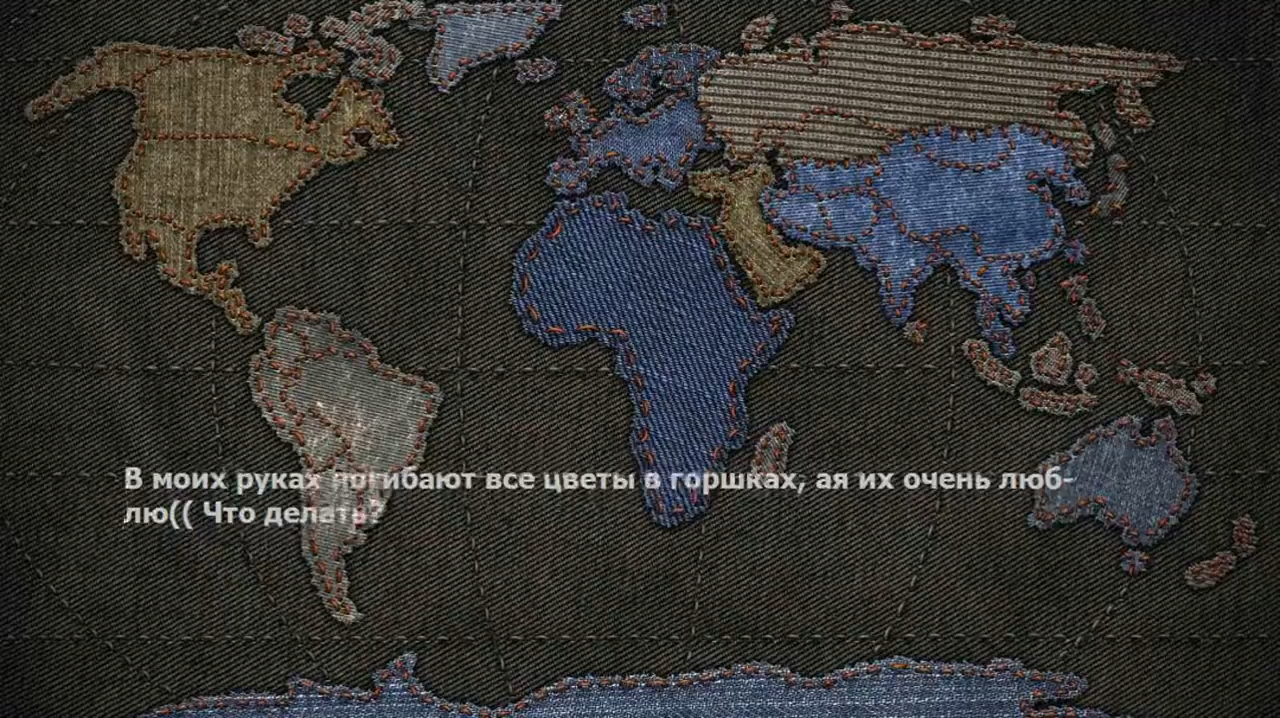 В моих руках погибают все цветы в горшках, ая их очень люб-
лю(( Что делать?